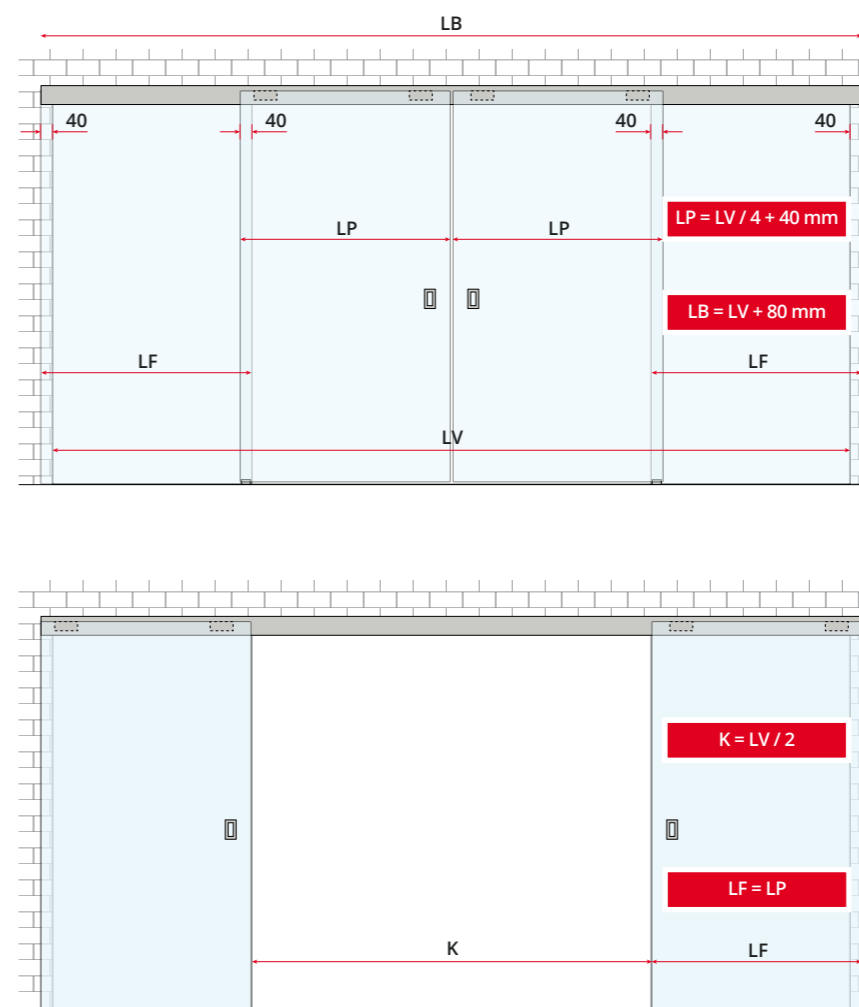 LB
40
40
40
40
LP = LV / 4 + 40 mm
LP
LP
LB = LV + 80 mm
LF
LF
LV
K = LV / 2
LF = LP
K
LF